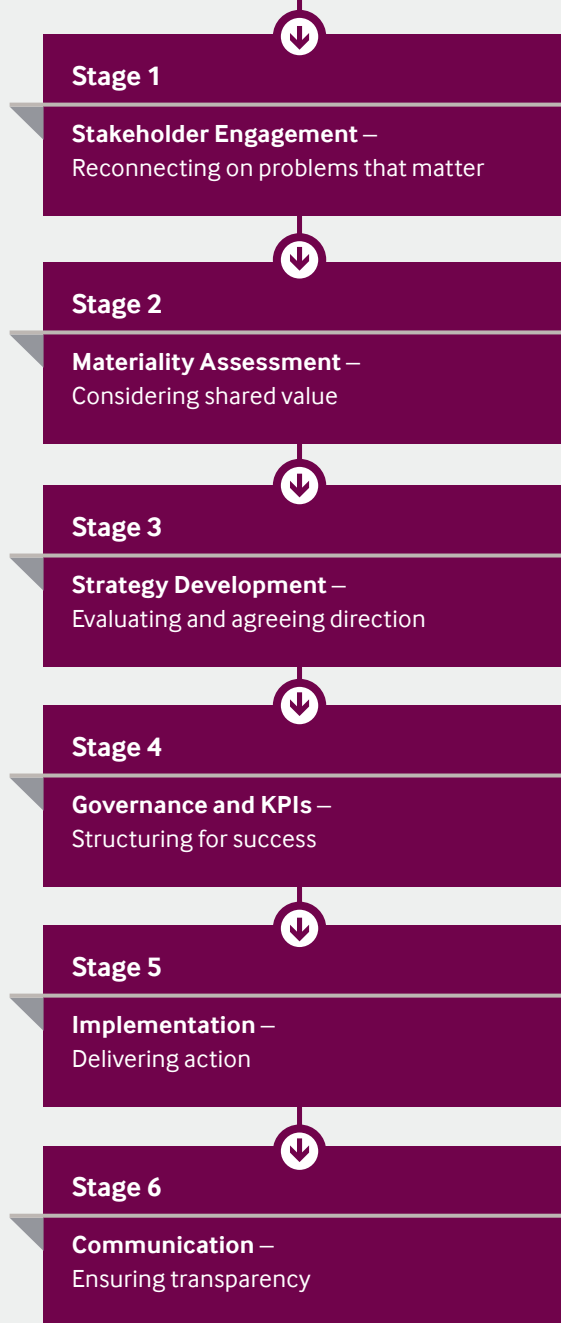 Stage 1
Stakeholder Engagement –
Reconnecting on problems that matter
Stage 2
Materiality Assessment –
Considering shared value
Stage 3
Strategy Development –
Evaluating and agreeing direction
Stage 4
Governance and KPIs –
Structuring for success
Stage 5
Implementation –
Delivering action
Stage 6
Communication –
Ensuring transparency